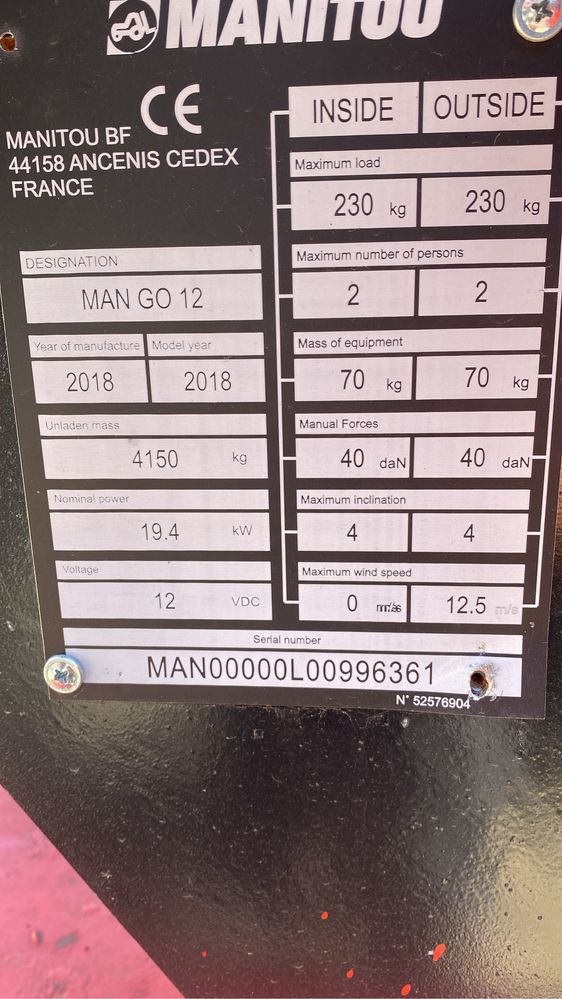 MANITOU
CE
MANITOU BF
44158 ANCENIS CEDEX
FRANCE
DESIGNATION
MAN GO 12
Year of manufacture Model year
2018 2018
Unladen mass
4150 kg
Nominal power
19.4 kW
Voltage
12 VDC
INSIDE OUTSIDE
Maximum load
230 kg 230 kg
Maximum number of persons
2 2
Mass of equipment
70 kg 70 kg
Manual Forces
40 daN 40 daN
Maximum inclination
4 4
Maximum wind speed
0 12.5 m/s
Serial number
MAN00000L00996361
N° 52576904